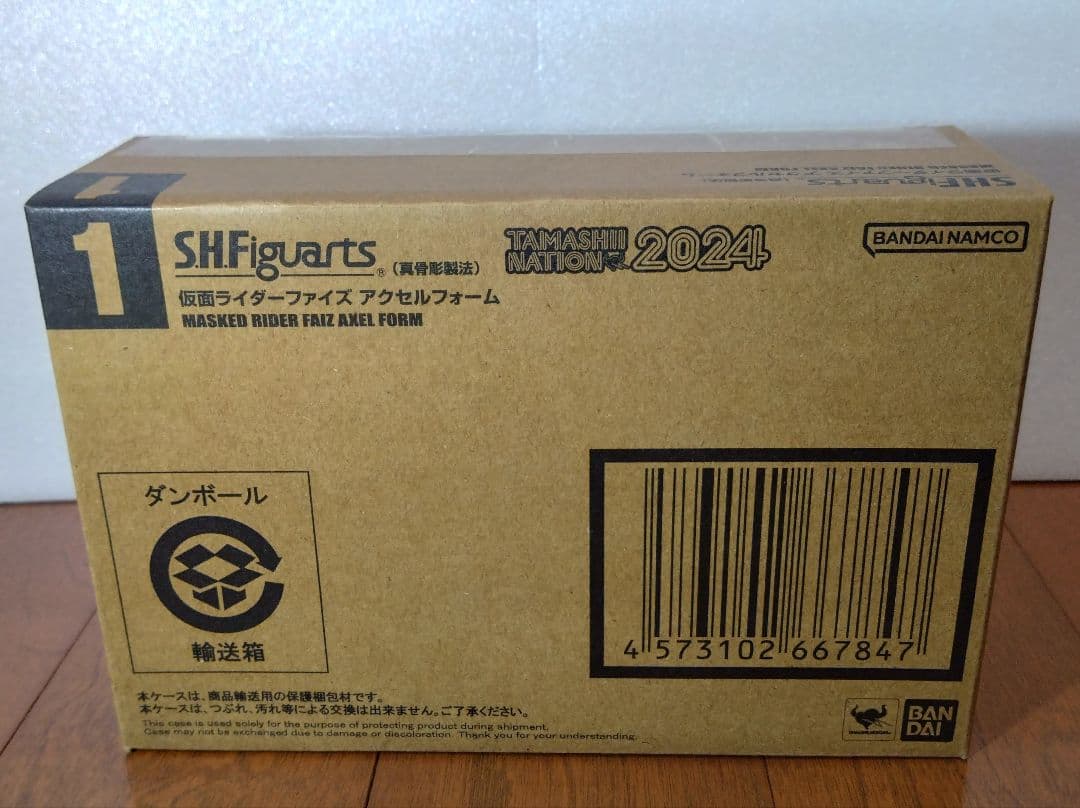 1
1
S.H.Figuarts
S.H.Figuarts® (真骨彫製法)
TAMASHII
NATION 2024
BANDAI NAMCO
仮面ライダーファイズ アクセルフォーム
MASKED RIDER FAIZ AXEL FORM
ダンボール
輸送箱
4 573102 667847
本ケースは、商品輸送用の保護梱包材です。
本ケースは、つぶれ、汚れ等による交換は出来ません。ご了承ください。
This case is used solely for the purpose of protecting product during shipment.
Case may not be exchanged due to damage or discoloration. Thank you for your understanding.
BAN
DAI